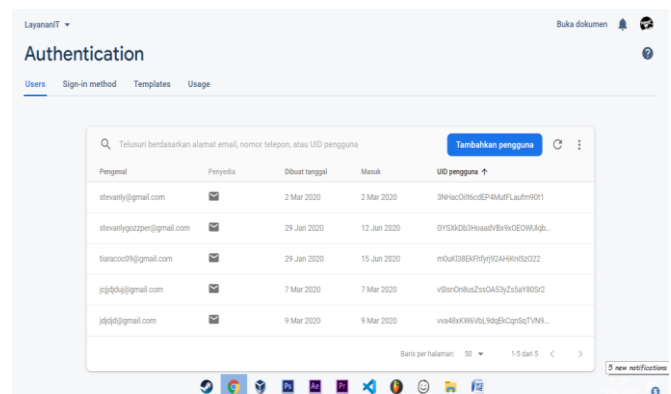 LayananIT
Buka dokumen
Authentication
Users Sign-in method Templates Usage
Telusuri berdasarkan alamat email, nomor telepon, atau UID pengguna
Tambahkan pengguna
Pengenal Penyedia Dibuat tanggal Masuk UID pengguna
stevanly@gmail.com 2 Mar 2020 2 Mar 2020
stevanlygozzper@gmail.com 29 Jan 2020 12 Jun 2020
tiaracoc09@gmail.com 29 Jan 2020 15 Jun 2020
jcjjdjduj@gmail.com 7 Mar 2020 7 Mar 2020
jdjdjd@gmail.com 9 Mar 2020 9 Mar 2020
Baris per halaman: 50 1-5 dari 5
5 new notifications
Ps Ae Pr